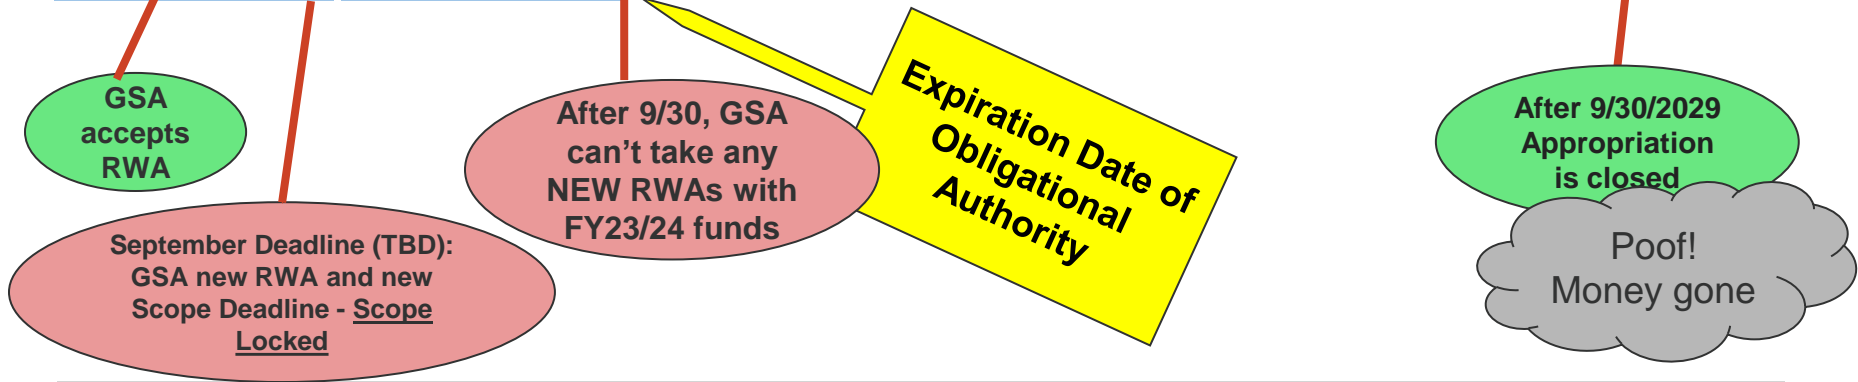 GSA
accepts
RWA
September Deadline (TBD):
GSA new RWA and new
Scope Deadline - Scope
Locked
After 9/30, GSA
can’t take any
NEW RWAs with
FY23/24 funds
Expiration Date of
Obligational
Authority
After 9/30/2029
Appropriation
is closed
Poof!
Money gone